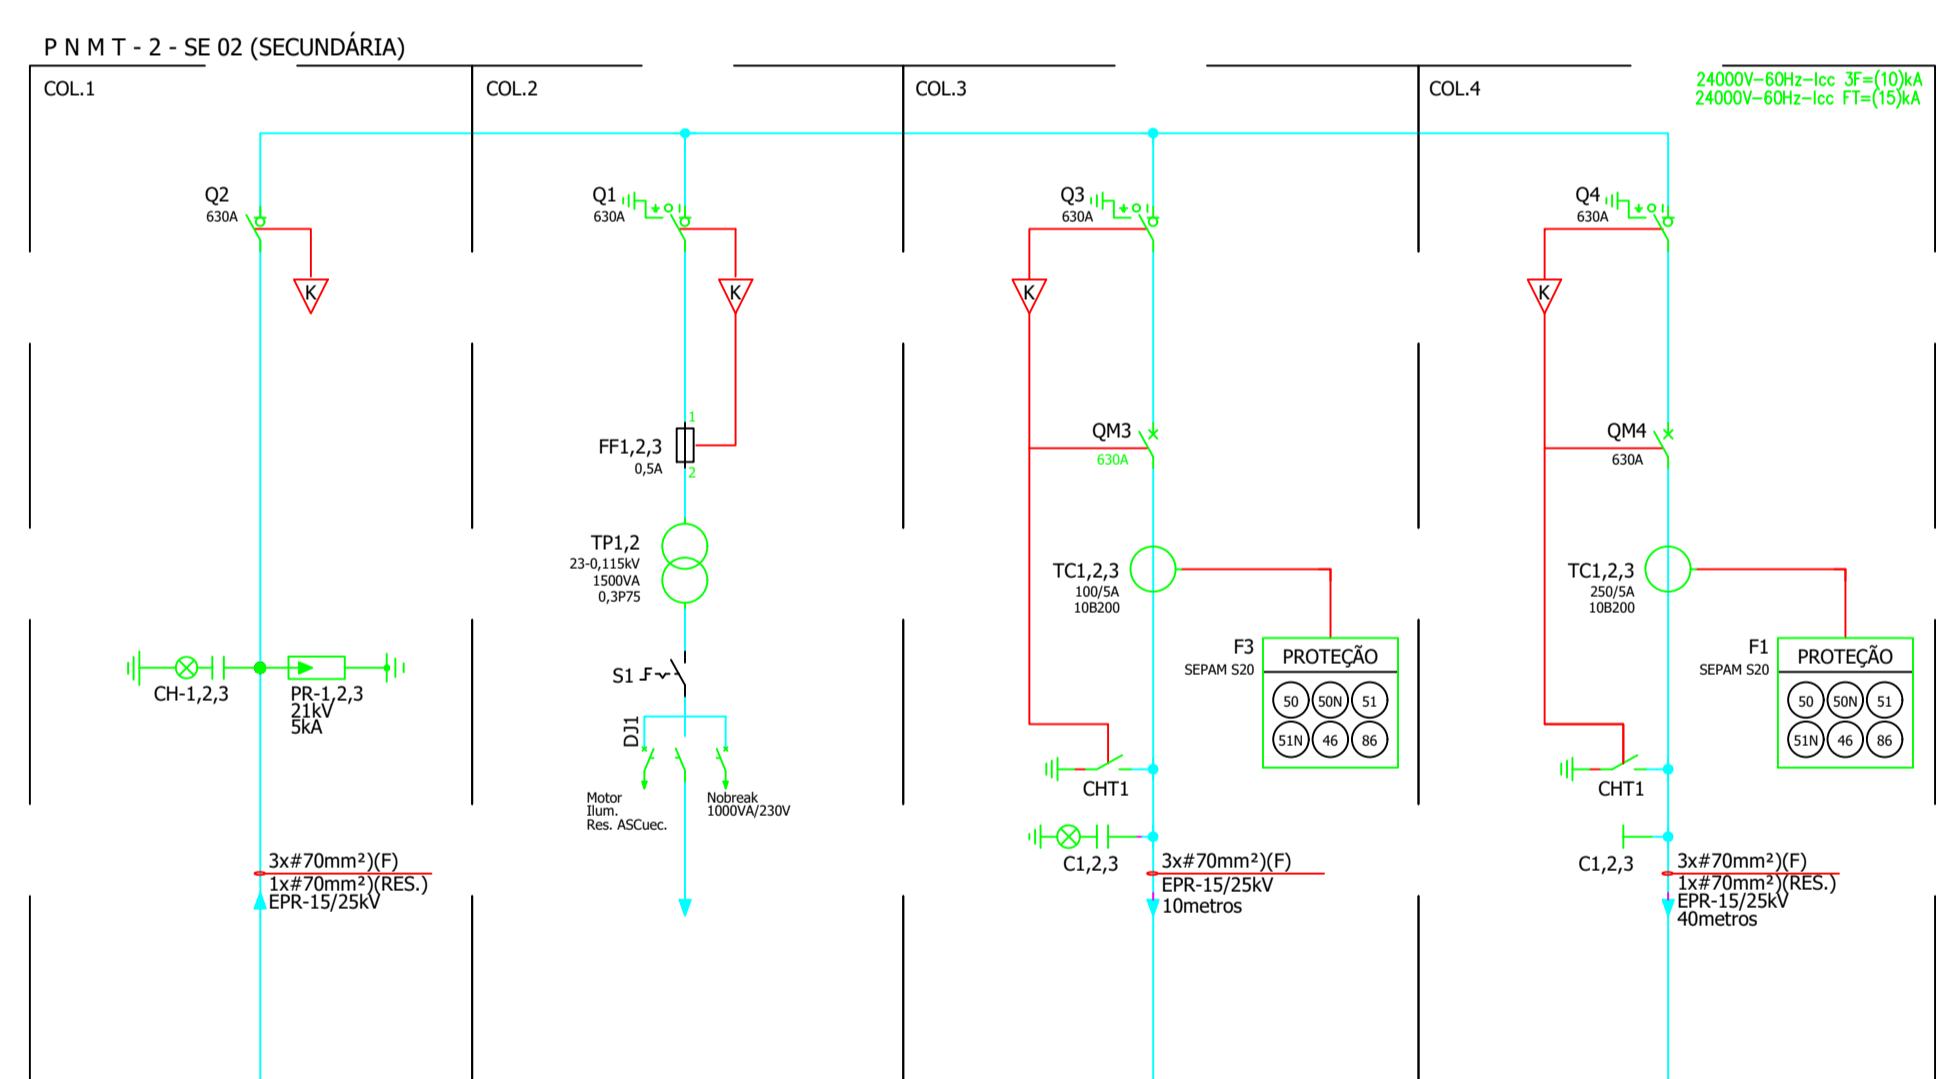 P N M T - 2 - SE 02 (SECUNDÁRIA)
COL.1
COL.2
COL.3
COL.4
24000V-60Hz-Icc 3F=(10)kA
24000V-60Hz-Icc FT=(15)kA
Q2
630A
K
Q1
630A
K
Q3
630A
K
Q4
630A
K
1
FF1,2,3
0,5A
2
QM3
630A
QM4
630A
TP1,2
23-0,115kV
1500VA
0,3P75
TC1,2,3
100/5A
10B200
TC1,2,3
250/5A
10B200
CH-1,2,3
PR-1,2,3
21kV
5kA
S1
DJ1
Motor
Ilum.
Res. ASCuec.
Nobreak
1000VA/230V
F3
SEPAM S20
PROTEÇÃO
50 50N 51
51N 46 86
F1
SEPAM S20
PROTEÇÃO
50 50N 51
51N 46 86
CHT1
CHT1
C1,2,3
C1,2,3
3x#70mm²)(F)
1x#70mm²)(RES.)
EPR-15/25kV
3x#70mm²)(F)
EPR-15/25kV
10metros
3x#70mm²)(F)
1x#70mm²)(RES.)
EPR-15/25kV
40metros